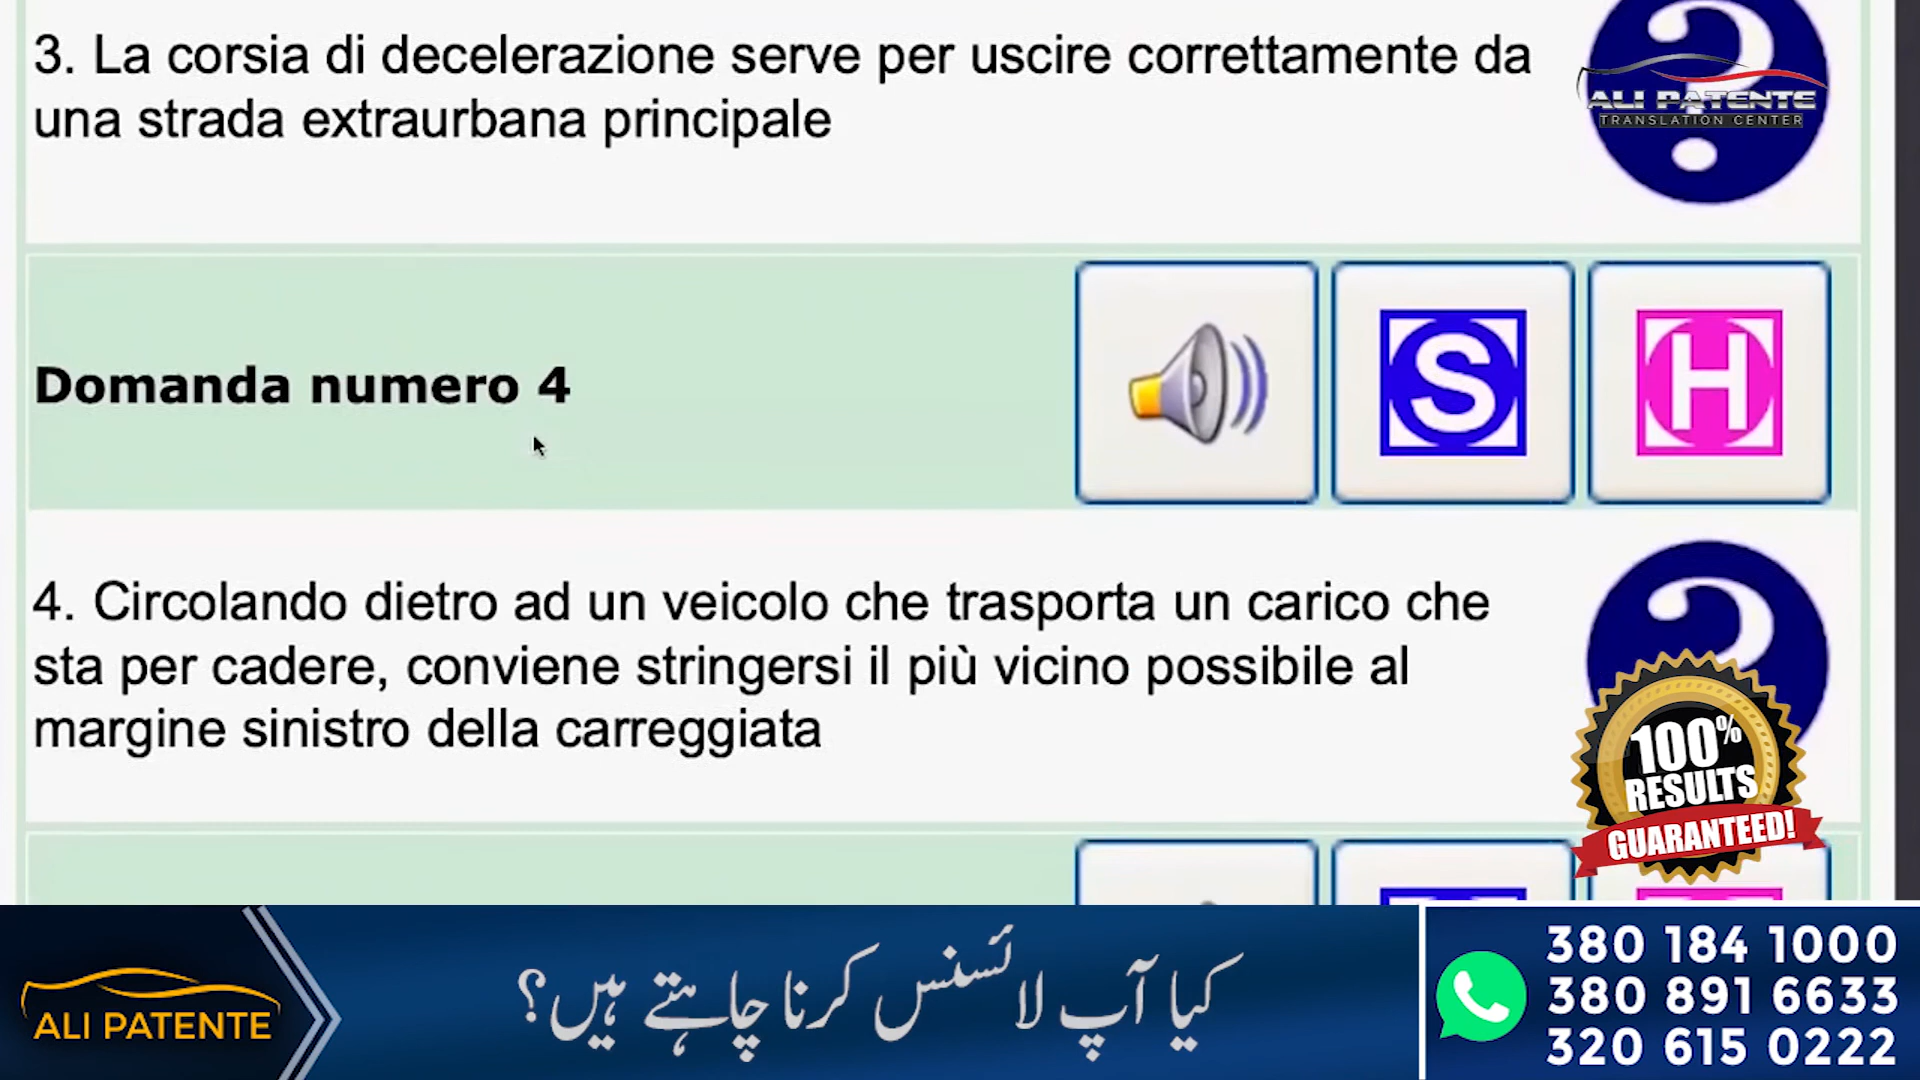 3. La corsia di decelerazione serve per uscire correttamente da
una strada extraurbana principale
?
ALI PATENTE
TRANSLATION CENTER
Domanda numero 4
S
H
4. Circolando dietro ad un veicolo che trasporta un carico che
sta per cadere, conviene stringersi il più vicino possibile al
margine sinistro della carreggiata
?
100%
RESULTS
GUARANTEED!
ALI PATENTE
کیا آپ لائسنس کرنا چاہتے ہیں؟
380 184 1000
380 891 6633
320 615 0222